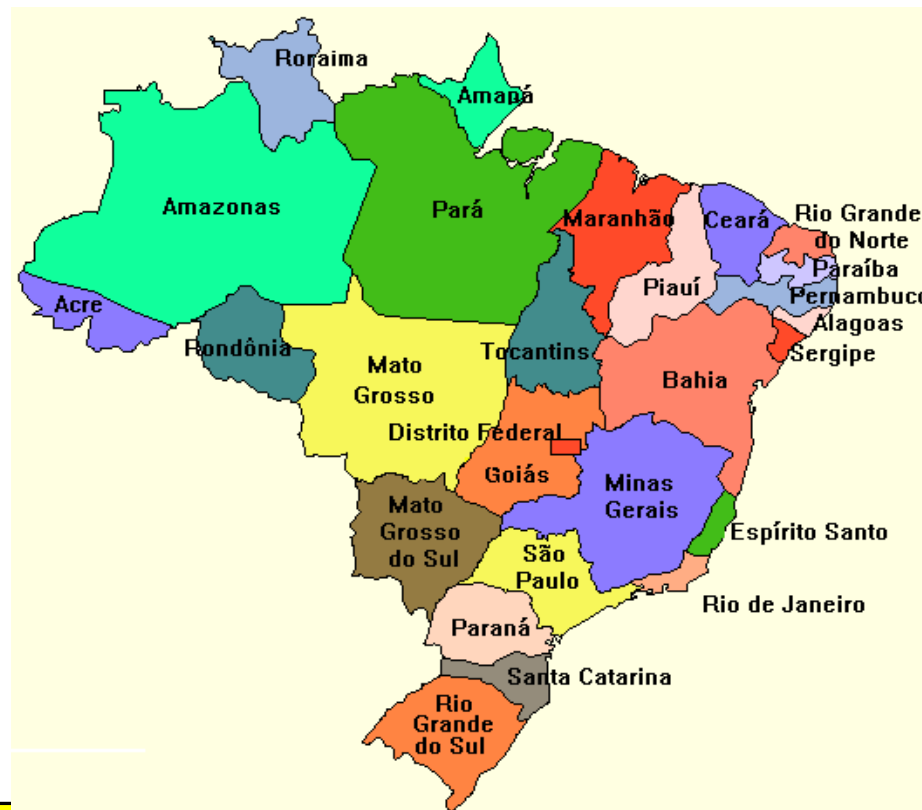 Roraima
Amapá
Amazonas
Pará
Maranhão
Ceará
Rio Grande
do Norte
Paraíba
Piauí
Pernambuco
Acre
Alagoas
Rondônia
Tocantins
Sergipe
Mato
Grosso
Bahia
Distrito Federal
Goiás
Minas
Gerais
Mato
Grosso
do Sul
Espírito Santo
São
Paulo
Rio de Janeiro
Paraná
Santa Catarina
Rio
Grande
do Sul